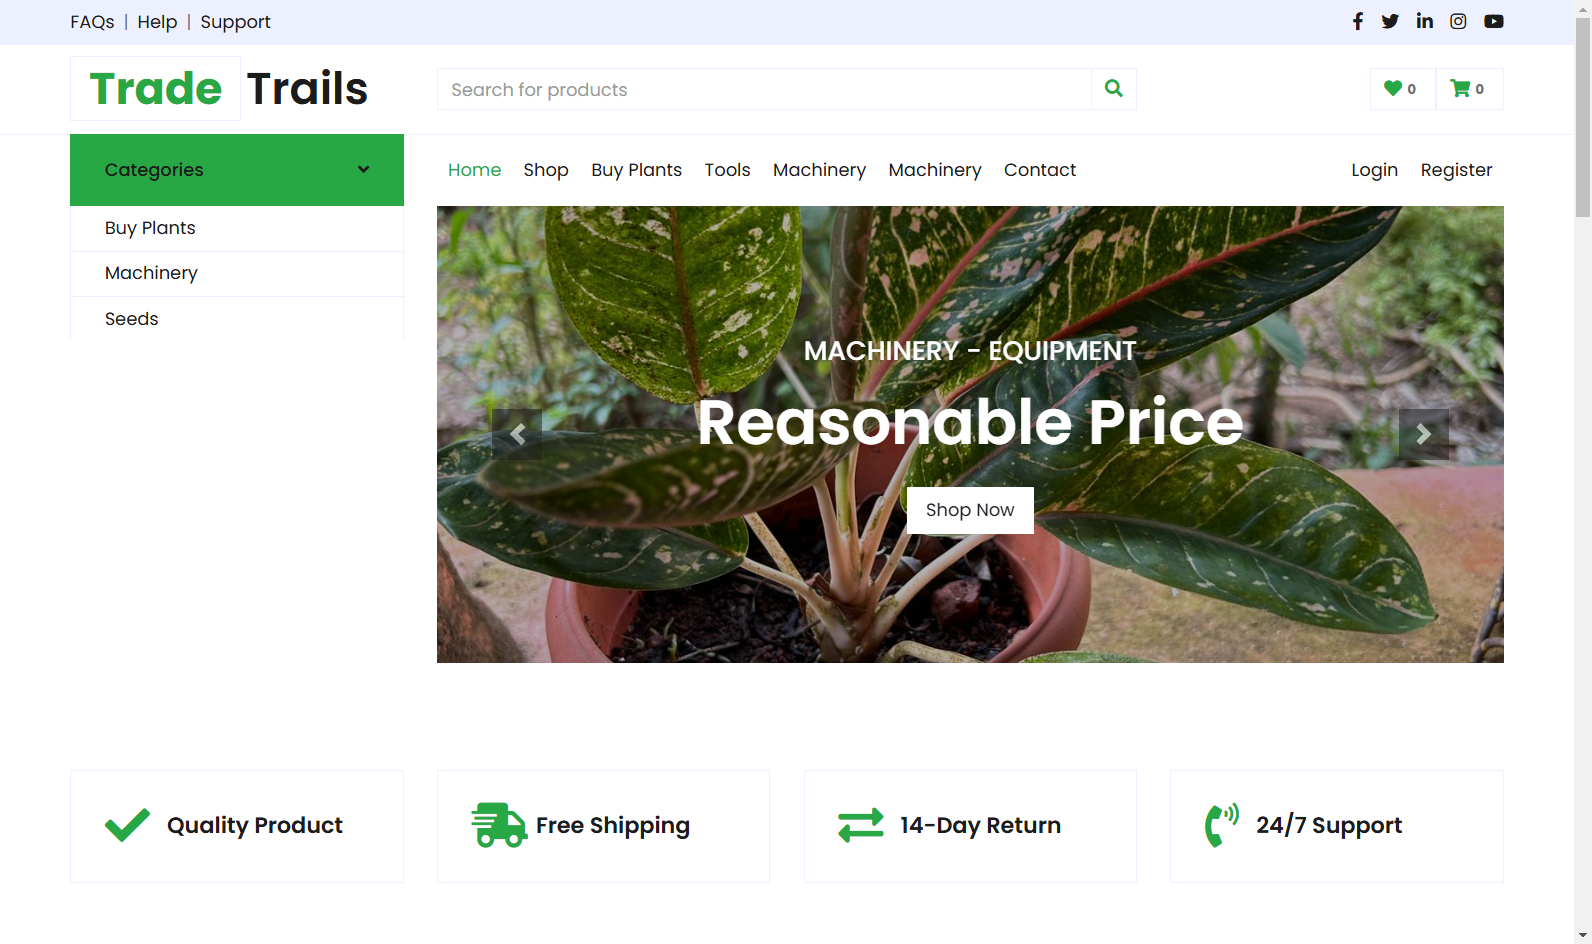 FAQs | Help | Support
Trade Trails
Search for products
0 0
Categories
Home Shop Buy Plants Tools Machinery Machinery Contact Login Register
Buy Plants
Machinery
Seeds
MACHINERY - EQUIPMENT
Reasonable Price
Shop Now
Quality Product
Free Shipping
14-Day Return
24/7 Support